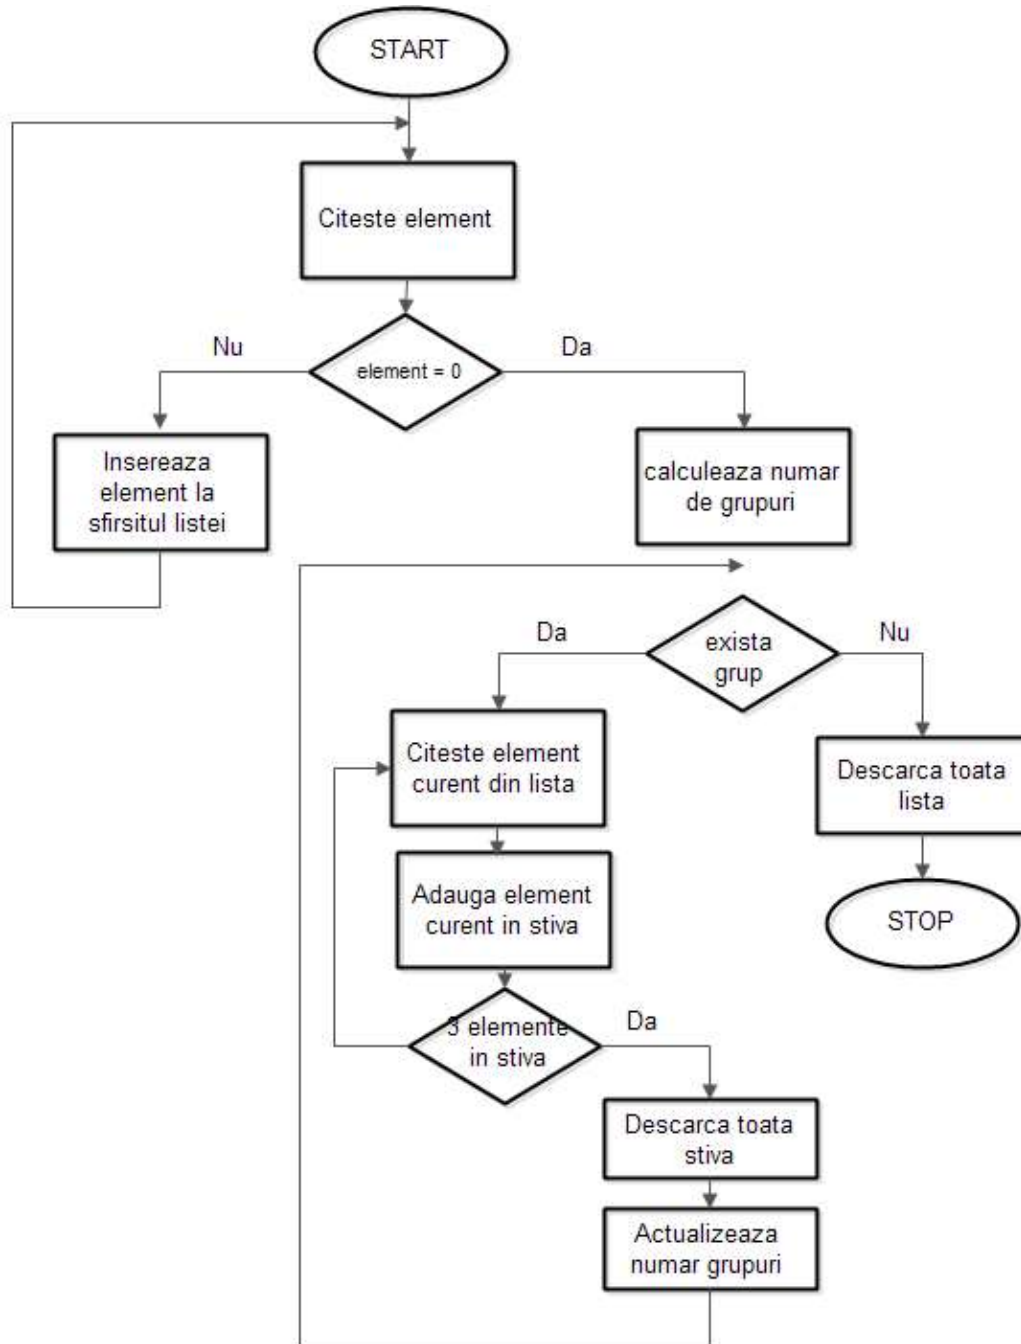 START
Citeste element
Nu
element = 0
Da
Insereaza
element la
sfirsitul listei
calculeaza numar
de grupuri
Da
exista
grup
Nu
Citeste element
curent din lista
Descarca toata
lista
Adauga element
curent in stiva
STOP
3 elemente
in stiva
Da
Descarca toata
stiva
Actualizeaza
numar grupuri